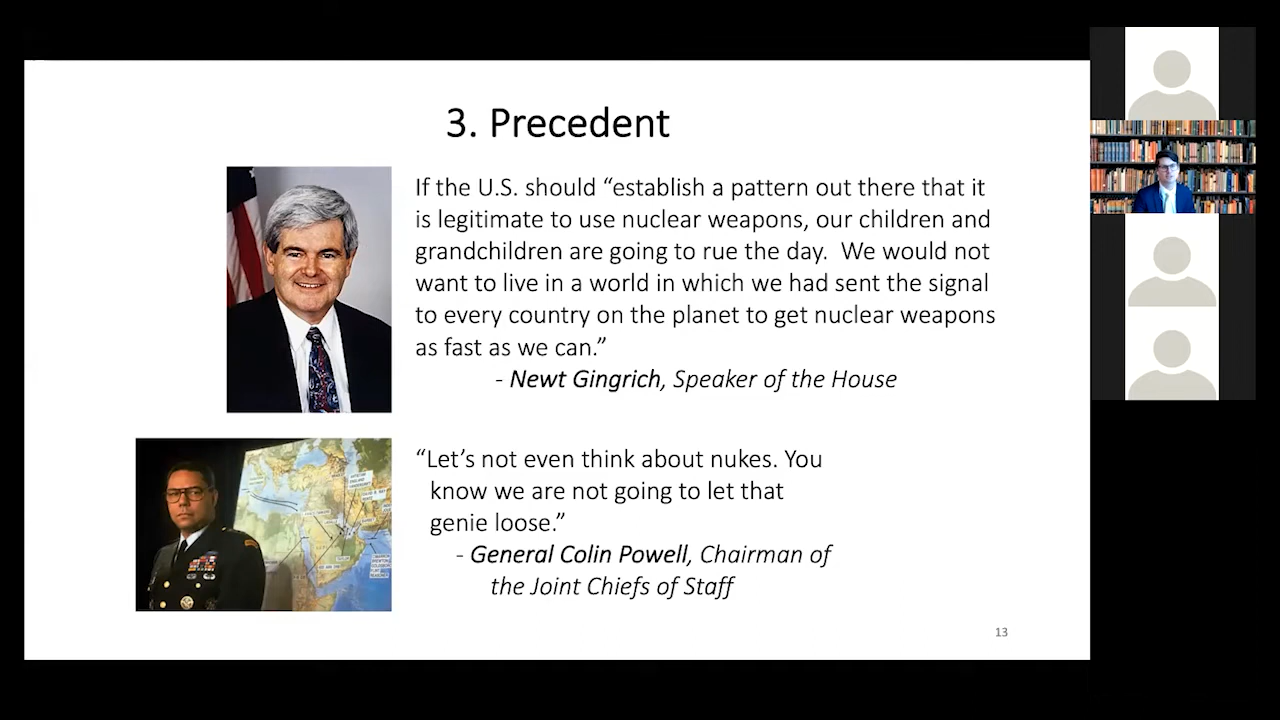 3. Precedent
If the U.S. should “establish a pattern out there that it
is legitimate to use nuclear weapons, our children and
grandchildren are going to rue the day.  We would not
want to live in a world in which we had sent the signal
to every country on the planet to get nuclear weapons
as fast as we can.”
- Newt Gingrich, Speaker of the House
“Let’s not even think about nukes. You
know we are not going to let that
genie loose.”
- General Colin Powell, Chairman of
the Joint Chiefs of Staff
13